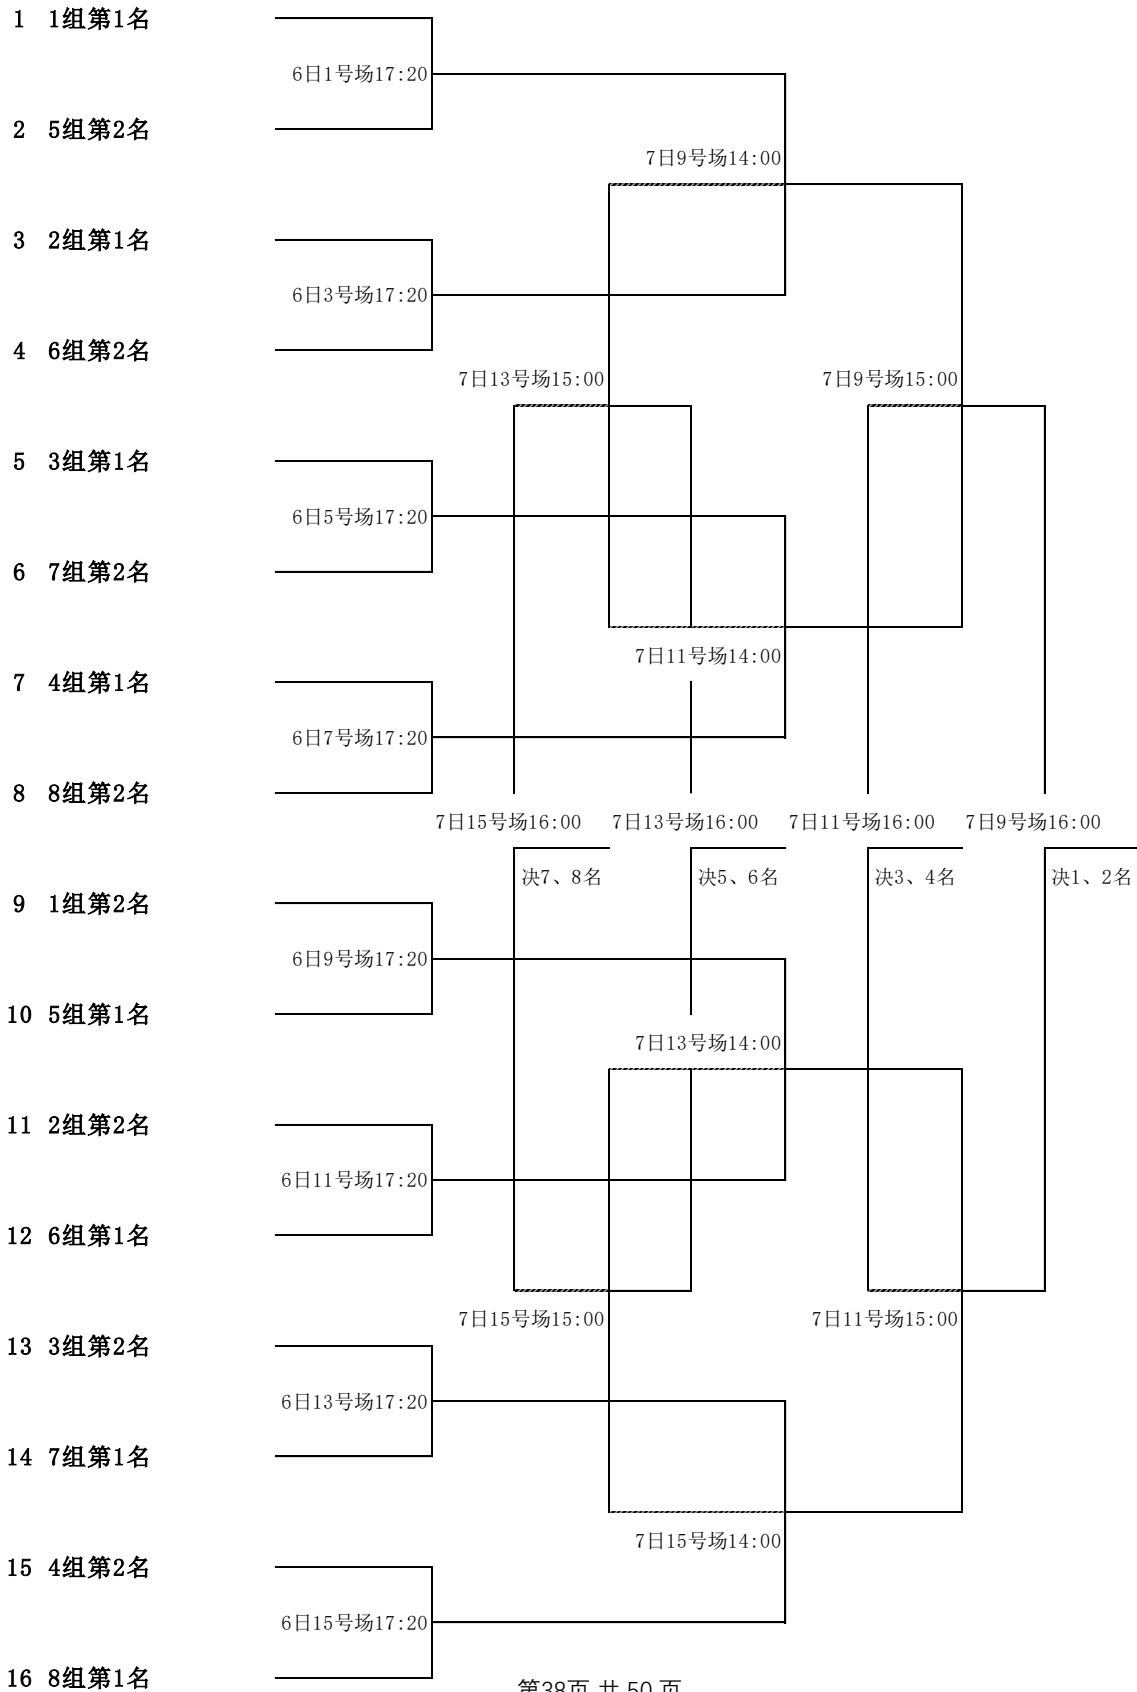 1 1组第1名
6日1号场17:20
2 5组第2名
7日9号场14:00
3 2组第1名
6日3号场17:20
4 6组第2名
7日13号场15:00 7日9号场15:00
5 3组第1名
6日5号场17:20
6 7组第2名
7日11号场14:00
7 4组第1名
6日7号场17:20
8 8组第2名
7日15号场16:00 7日13号场16:00 7日11号场16:00 7日9号场16:00
决7、8名 决5、6名 决3、4名 决1、2名
9 1组第2名
6日9号场17:20
10 5组第1名
7日13号场14:00
11 2组第2名
6日11号场17:20
12 6组第1名
7日15号场15:00 7日11号场15:00
13 3组第2名
6日13号场17:20
14 7组第1名
7日15号场14:00
15 4组第2名
6日15号场17:20
16 8组第1名
第38页 共 50 页